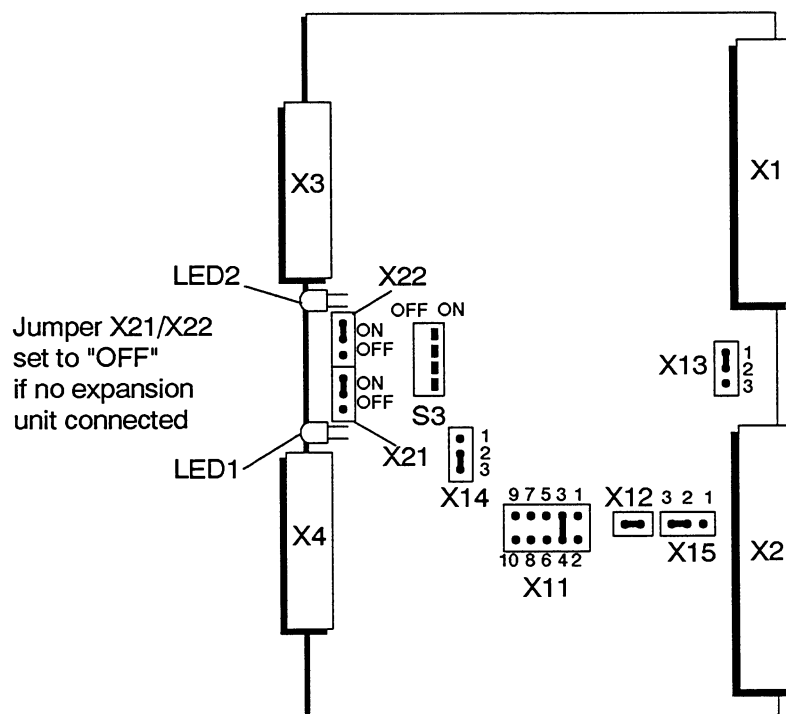 X3
X1
LED2
X22
OFF ON
Jumper X21/X22
set to "OFF"
if no expansion
unit connected
ON
OFF
ON
OFF
S3
X13
1
2
3
X21
LED1
1
2
3
X14
X4
9 7 5 3 1
10 8 6 4 2
X11
X12
3 2 1
X15
X2